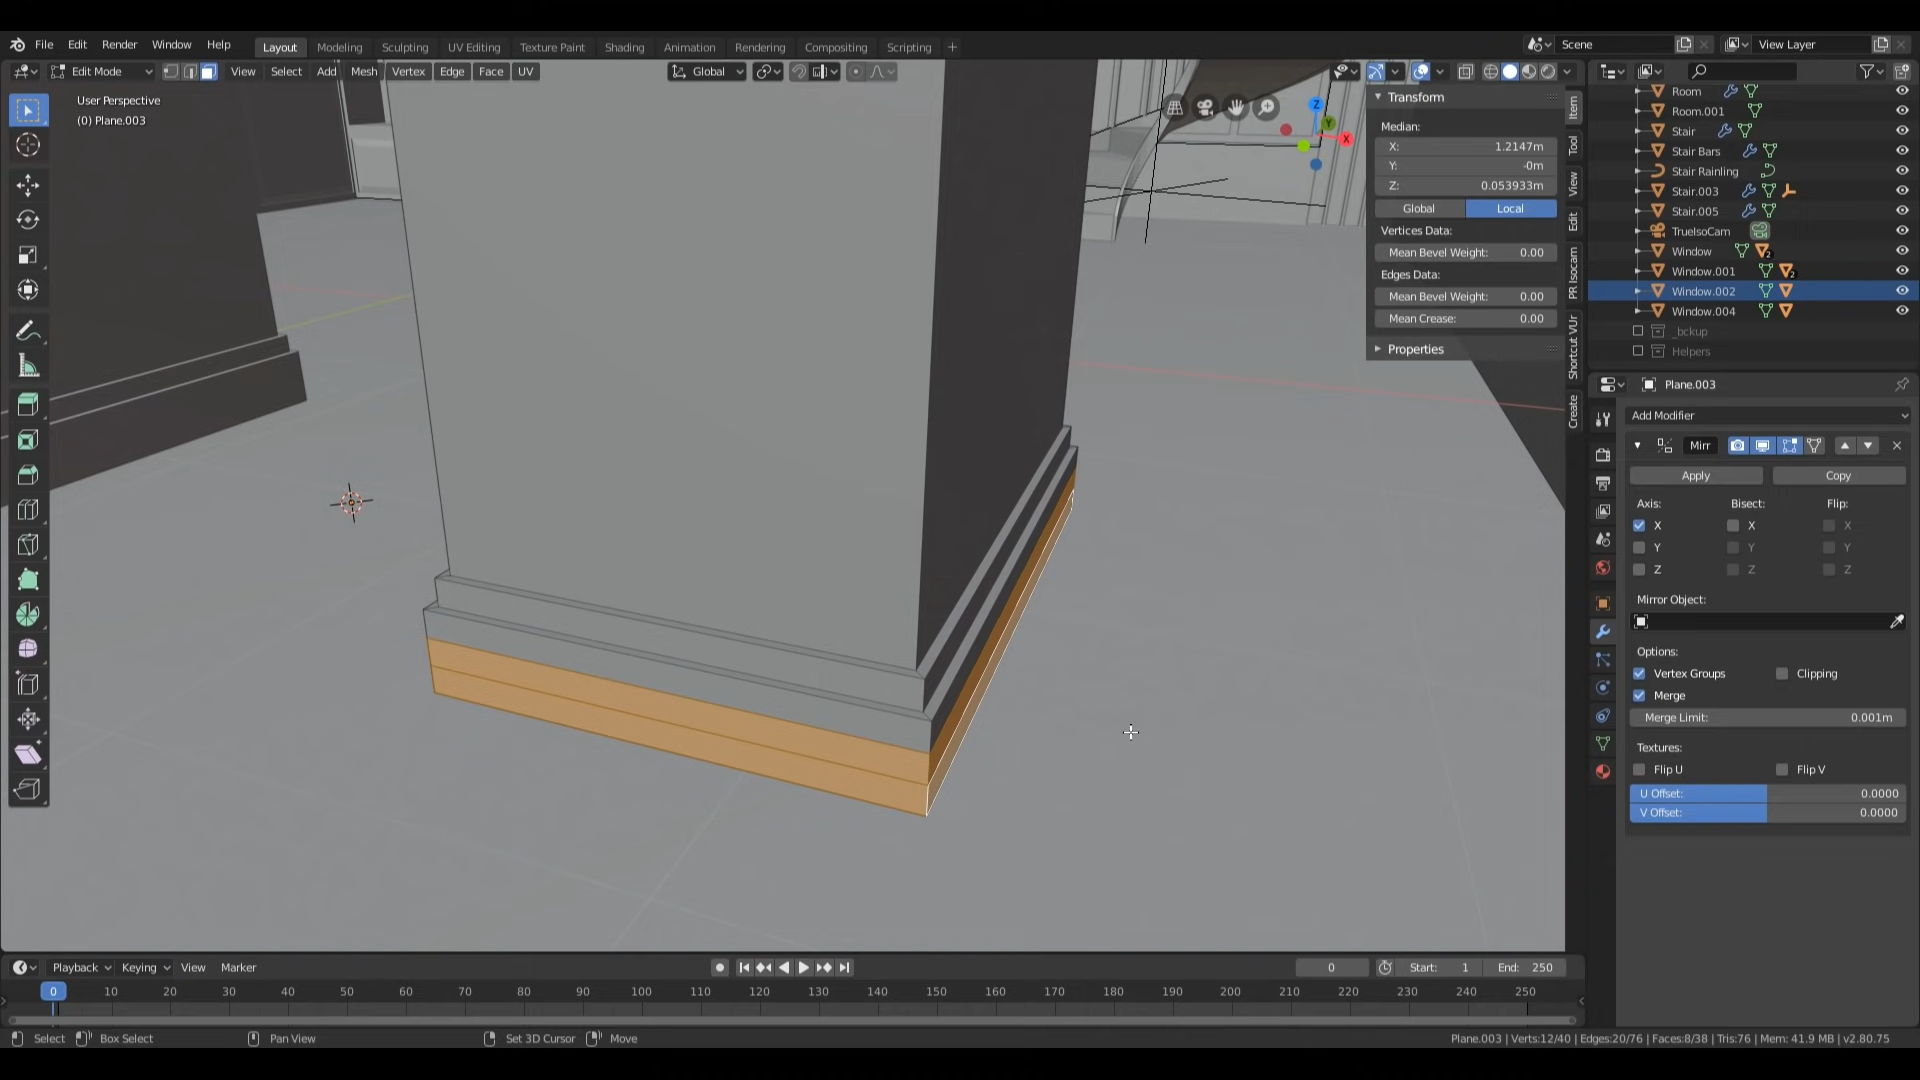 File Edit Render Window Help Layout Modeling Sculpting UV Editing Texture Paint Shading Animation Rendering Compositing Scripting + Scene View Layer
Edit Mode View Select Add Mesh Vertex Edge Face UV Global
User Perspective
(0) Plane.003
Z
Y
X
Transform
Median:
X: 1.2147m
Y: -0m
Z: 0.053933m
Global Local
Vertices Data:
Mean Bevel Weight: 0.00
Edges Data:
Mean Bevel Weight: 0.00
Mean Crease: 0.00
Properties
Item
Tool
View
Edit
PR Isocam
Shortcut VUr
Create
Room
Room.001
Stair
Stair Bars
Stair Rainling
Stair.003
Stair.005
TrueIsoCam
Window
2
Window.001
2
Window.002
Window.004
_bckup
Helpers
Plane.003
Add Modifier
Mirr
Apply Copy
Axis: Bisect: Flip:
X X X
Y Y Y
Z Z Z
Mirror Object:
Options:
Vertex Groups Clipping
Merge
Merge Limit: 0.001m
Textures:
Flip U Flip V
U Offset: 0.0000
V Offset: 0.0000
Playback Keying View Marker 0 Start: 1 End: 250
0 10 20 30 40 50 60 70 80 90 100 110 120 130 140 150 160 170 180 190 200 210 220 230 240 250
Select Box Select Pan View Set 3D Cursor Move Plane.003 | Verts:12/40 | Edges:20/76 | Faces:8/38 | Tris:76 | Mem: 41.9 MB | v2.80.75